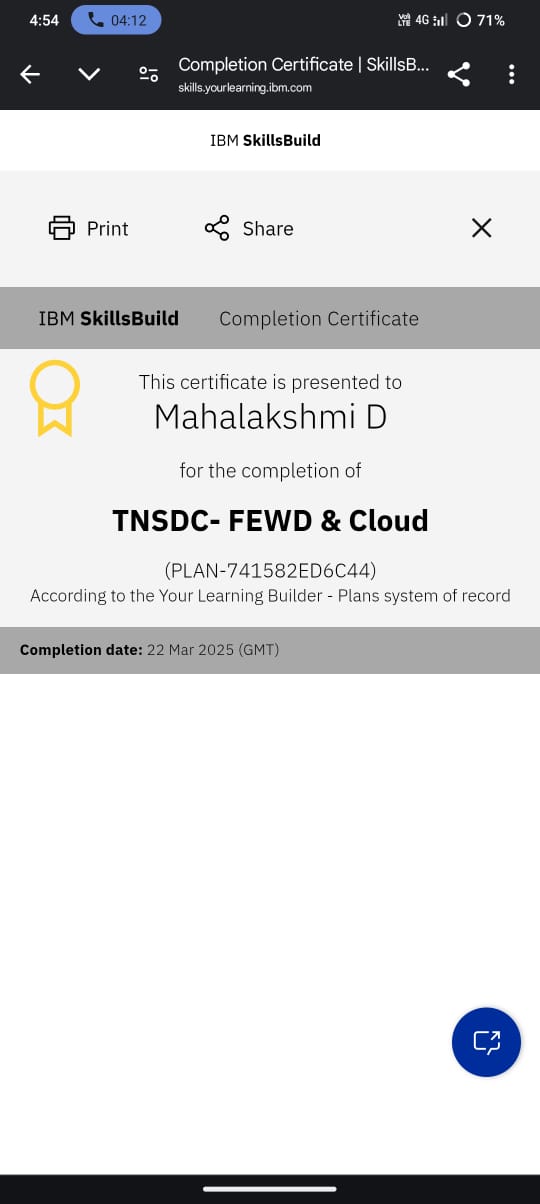 4:54 04:12 Vo) LTE 4G 71%
Completion Certificate | SkillsB...
skills.yourlearning.ibm.com
IBM SkillsBuild
Print Share
IBM SkillsBuild Completion Certificate
This certificate is presented to
Mahalakshmi D
for the completion of
TNSDC- FEWD & Cloud
(PLAN-741582ED6C44)
According to the Your Learning Builder - Plans system of record
Completion date: 22 Mar 2025 (GMT)